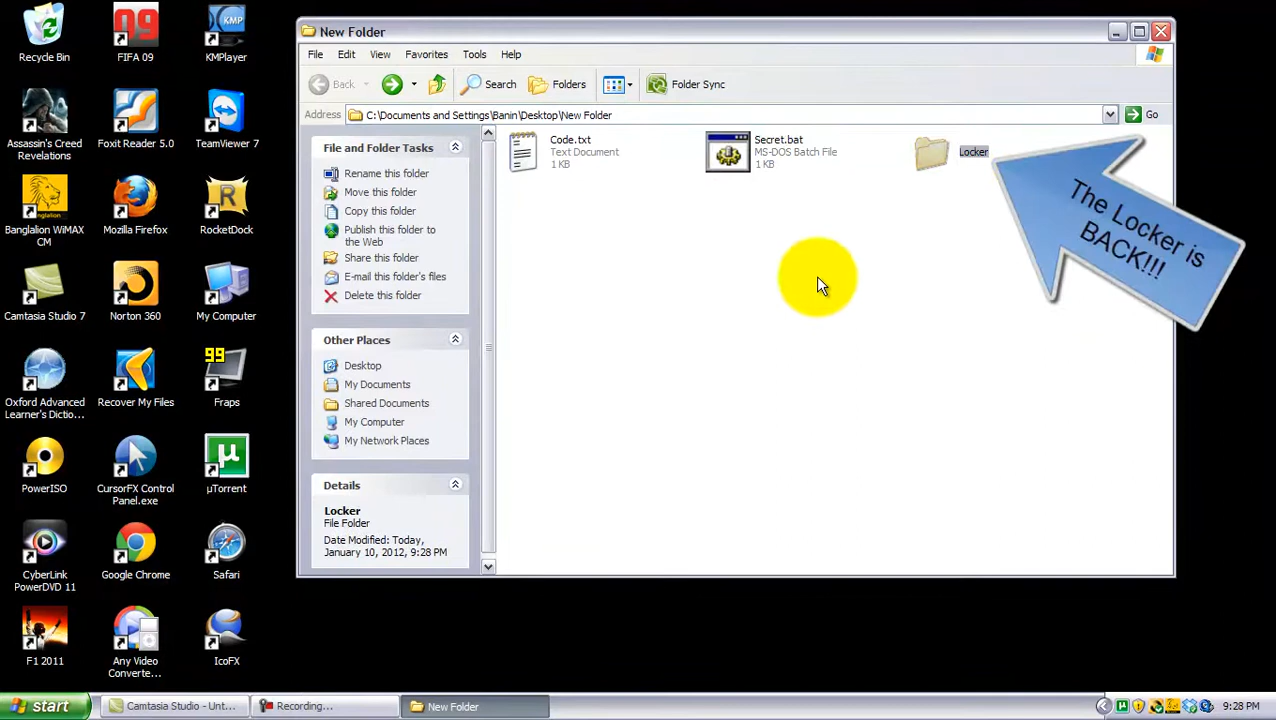 Recycle Bin
FIFA 09
KMPlayer
Assassin's Creed
Revelations
Foxit Reader 5.0
TeamViewer 7
Banglalion WiMAX
CM
Mozilla Firefox
RocketDock
Camtasia Studio 7
Norton 360
My Computer
99
Oxford Advanced
Learner's Dictio...
Recover My Files
Fraps
PowerISO
CursorFX Control
Panel.exe
µTorrent
CyberLink
PowerDVD 11
Google Chrome
Safari
F1 2011
Any Video
Converte...
IcoFX
New Folder
File Edit View Favorites Tools Help
Back Search Folders Folder Sync
Address C:\Documents and Settings\Banin\Desktop\New Folder Go
File and Folder Tasks
Rename this folder
Move this folder
Copy this folder
Publish this folder to
the Web
Share this folder
E-mail this folder's files
Delete this folder
Other Places
Desktop
My Documents
Shared Documents
My Computer
My Network Places
Details
Locker
File Folder
Date Modified: Today,
January 10, 2012, 9:28 PM
Code.txt
Text Document
1 KB
Secret.bat
MS-DOS Batch File
1 KB
Locker
The Locker is
BACK!!!
start
Camtasia Studio - Unt...
Recording...
New Folder
9:28 PM